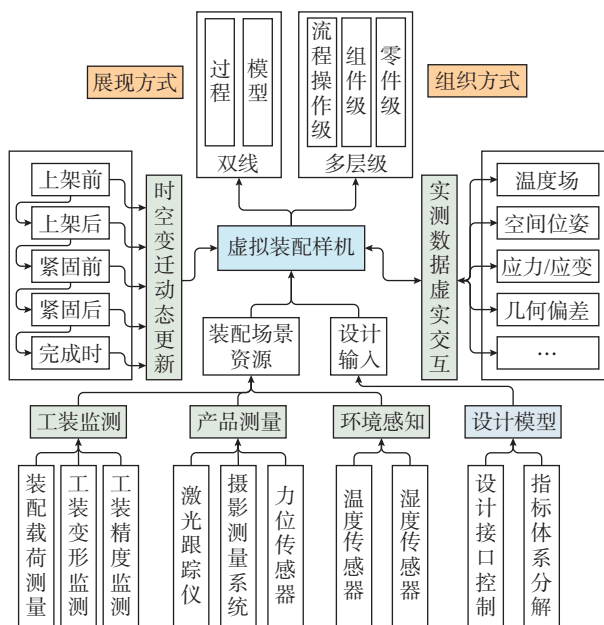 展现方式
过程
模型
双线
流程操作级
组件级
零件级
多层级
组织方式
上架前
上架后
紧固前
紧固后
完成时
时空变迁动态更新
虚拟装配样机
实测数据虚实交互
温度场
空间位姿
应力/应变
几何偏差
…
装配场景
资源
设计
输入
工装监测
产品测量
环境感知
设计模型
装配载荷测量
工装变形监测
工装精度监测
激光跟踪仪
摄影测量系统
力位传感器
温度传感器
湿度传感器
设计接口控制
指标体系分解